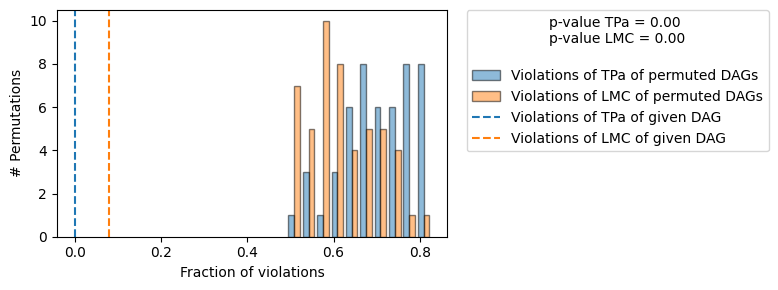 10
8
6
4
2
0
# Permutations
0.0 0.2 0.4 0.6 0.8
Fraction of violations
p-value TPa = 0.00
p-value LMC = 0.00
Violations of TPa of permuted DAGs
Violations of LMC of permuted DAGs
Violations of TPa of given DAG
Violations of LMC of given DAG